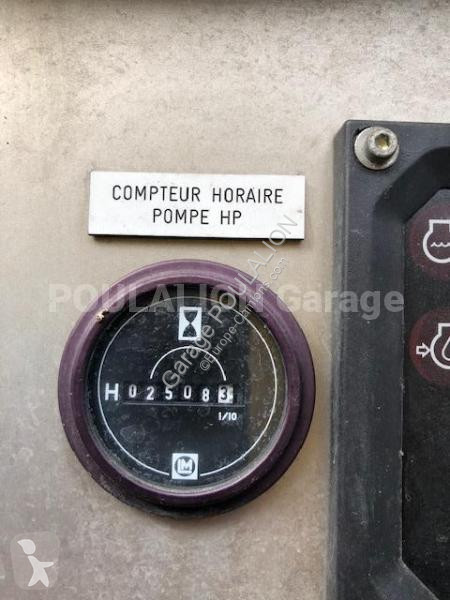 COMPTEUR HORAIRE
POMPE HP
POULALION Garage
Garage POULALION
©Europe-camions.com
H 025083
1/10